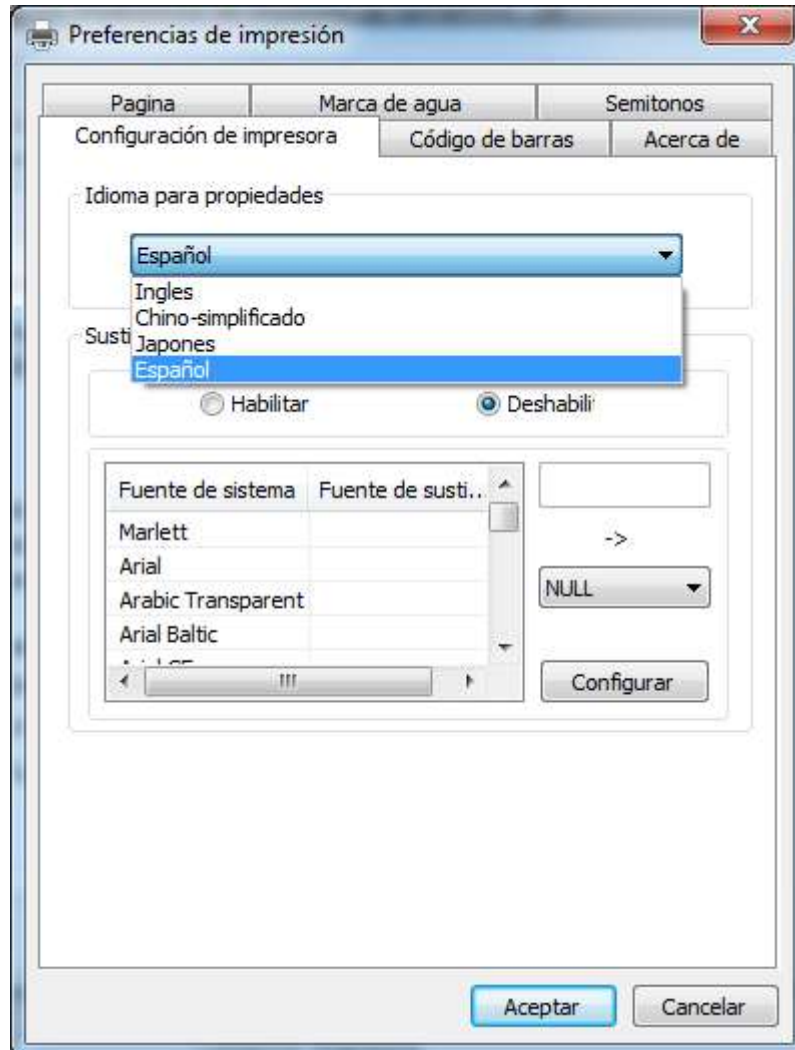 Preferencias de impresión
Pagina Marca de agua Semitonos
Configuración de impresora Código de barras Acerca de
Idioma para propiedades
Español
Ingles
Chino-simplificado
Susti
Japones
Español
Habilitar Deshabili
Fuente de sistema Fuente de susti..
Marlett
->
Arial
NULL
Arabic Transparent
Arial Baltic
Configurar
Aceptar Cancelar